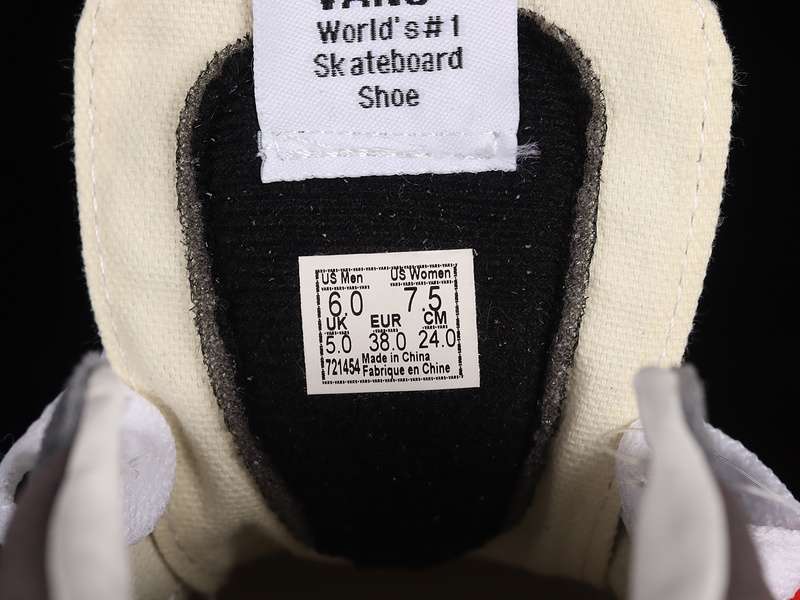 VANS
World's #1
Skateboard
Shoe
US Men US Women
6.0 7.5
UK EUR CM
5.0 38.0 24.0
721454 Made in China
Fabrique en Chine